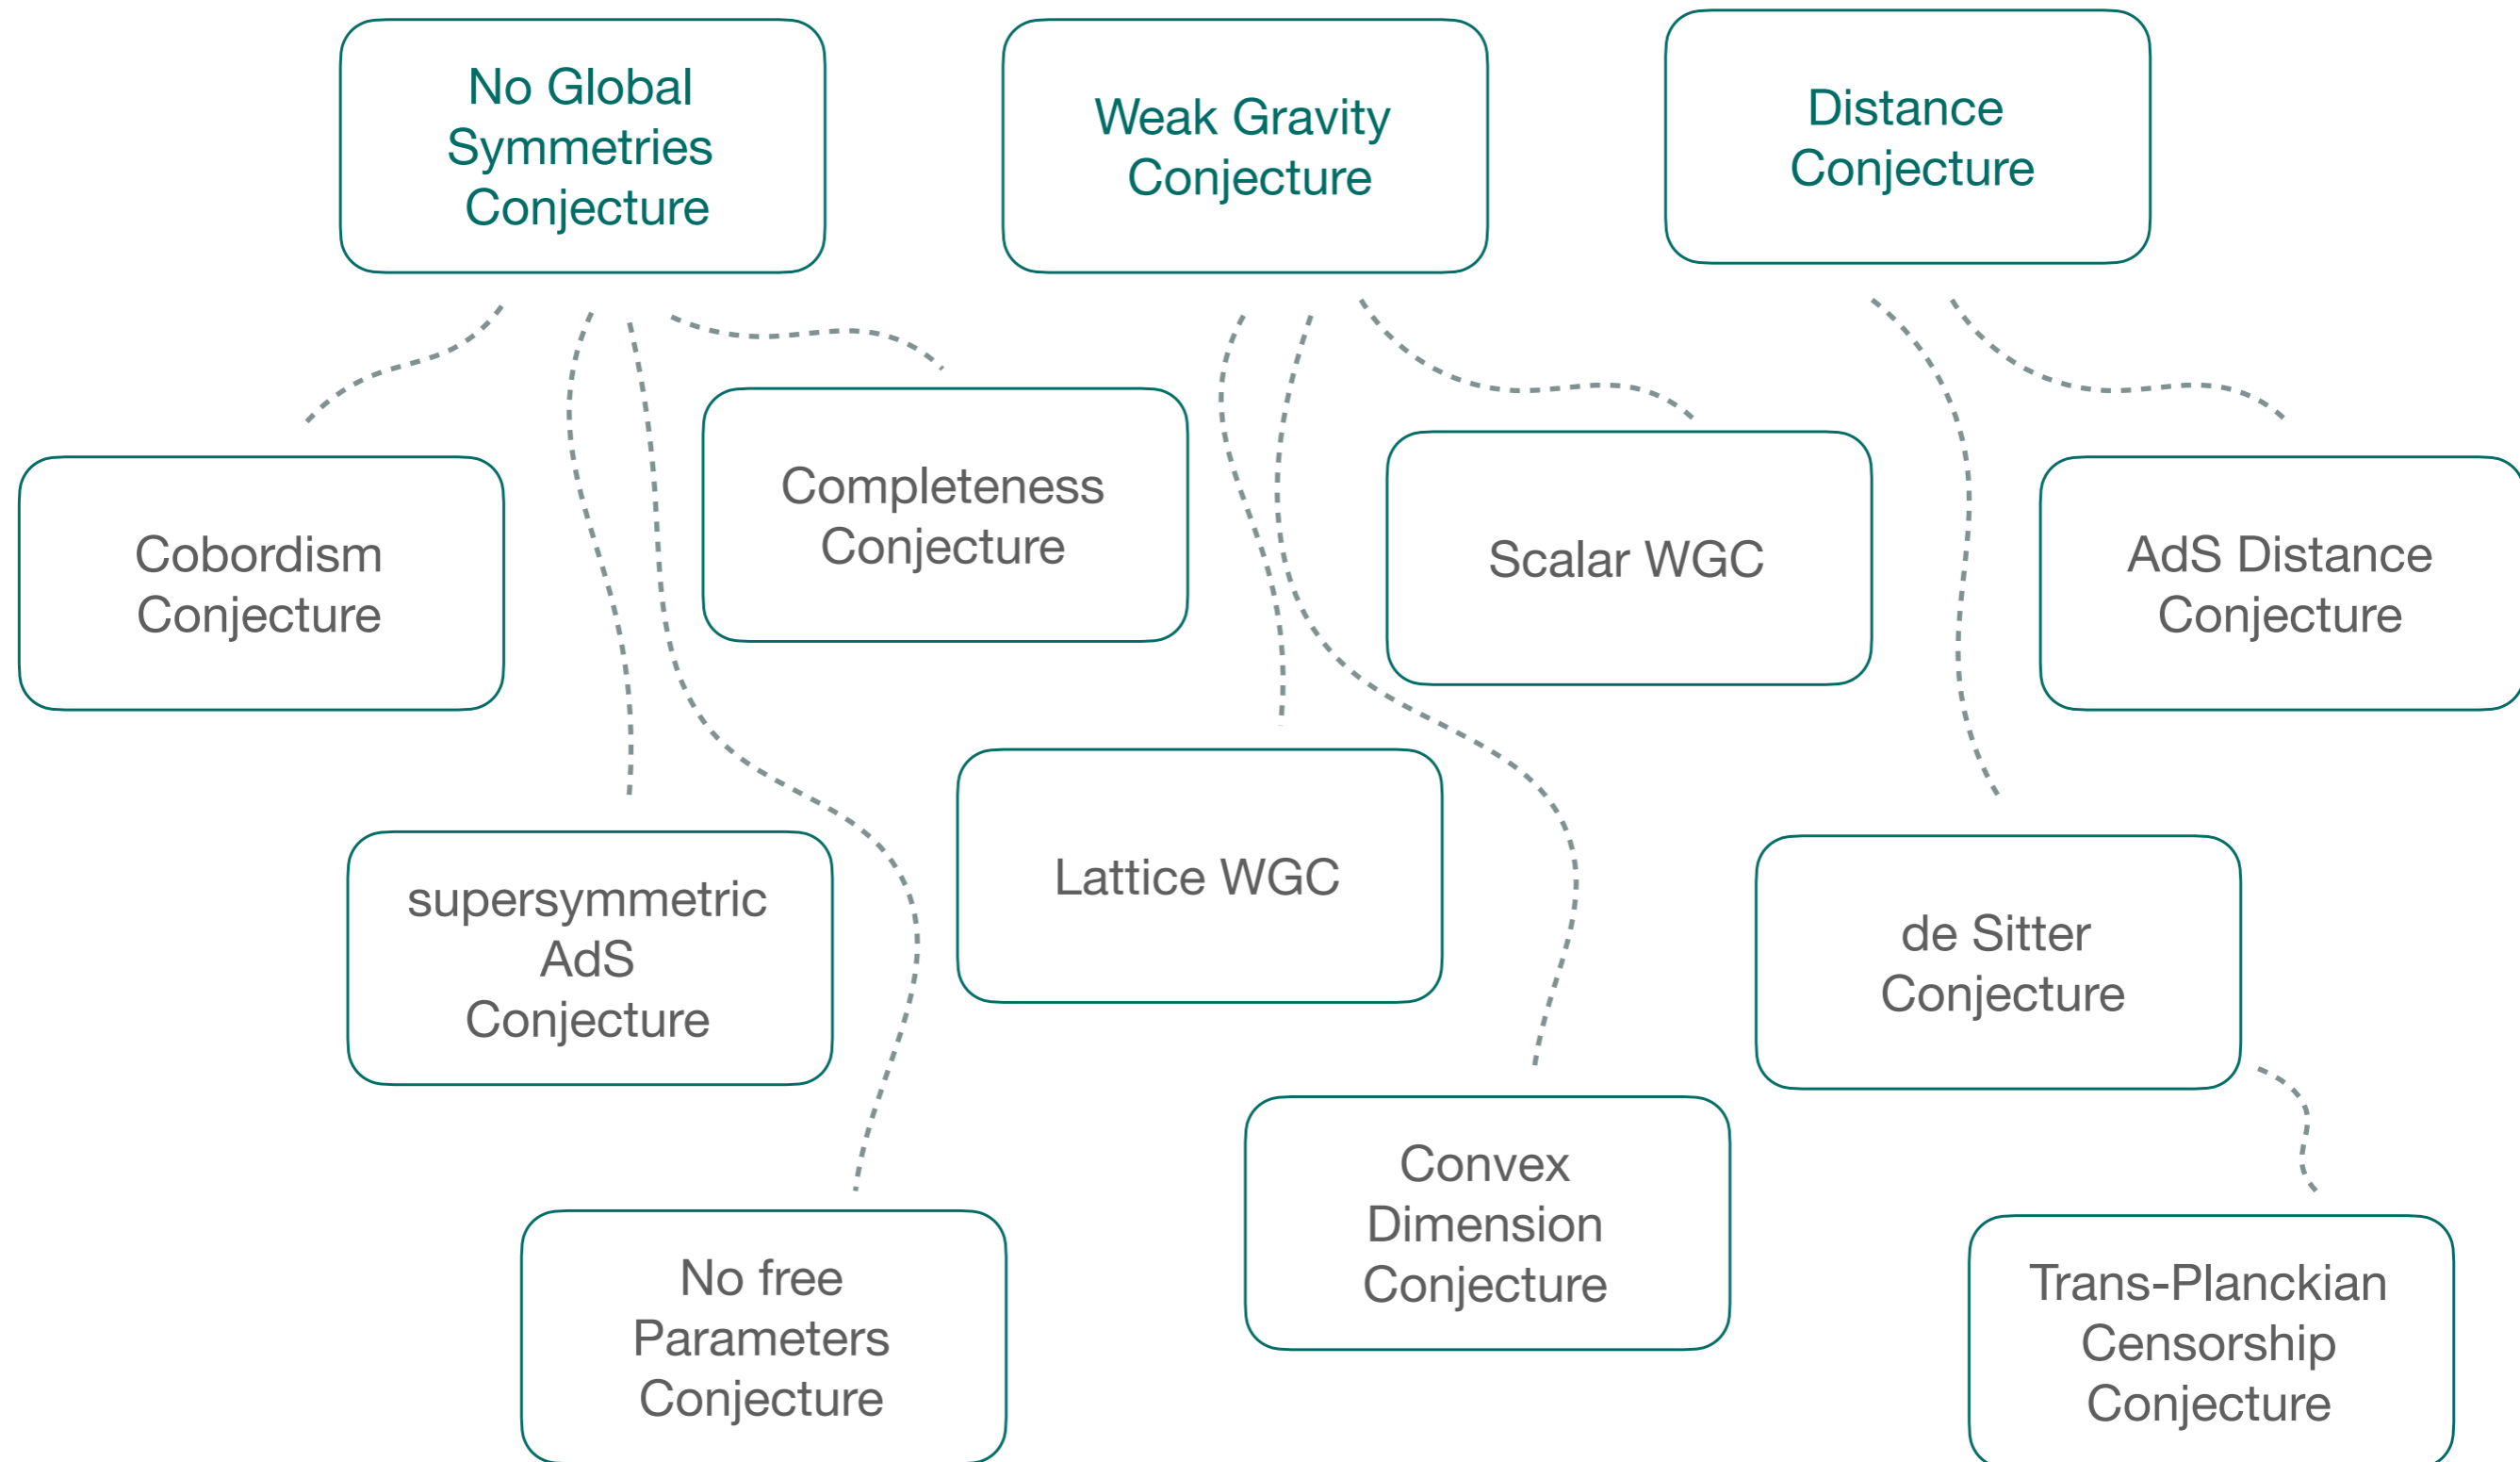 No Global
Symmetries
Conjecture
Weak Gravity
Conjecture
Distance
Conjecture
Completeness
Conjecture
Cobordism
Conjecture
Scalar WGC
AdS Distance
Conjecture
supersymmetric
AdS
Conjecture
Lattice WGC
de Sitter
Conjecture
No free
Parameters
Conjecture
Convex
Dimension
Conjecture
Trans-Planckian
Censorship
Conjecture